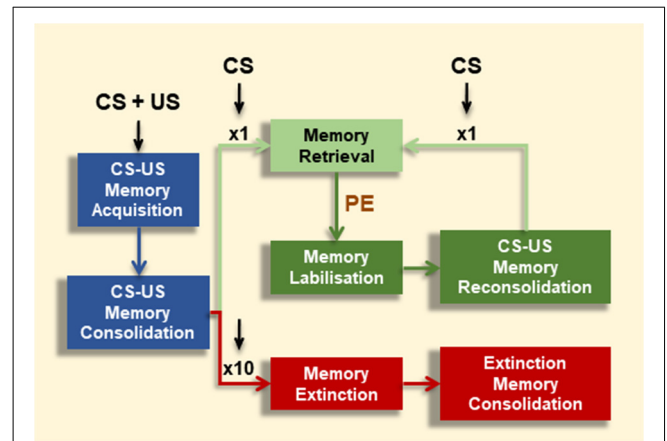 CS
CS
CS + US
x1
x1
Memory
Retrieval
CS-US
Memory
Acquisition
PE
Memory
Labilisation
CS-US
Memory
Reconsolidation
CS-US
Memory
Consolidation
x10
Memory
Extinction
Extinction
Memory
Consolidation